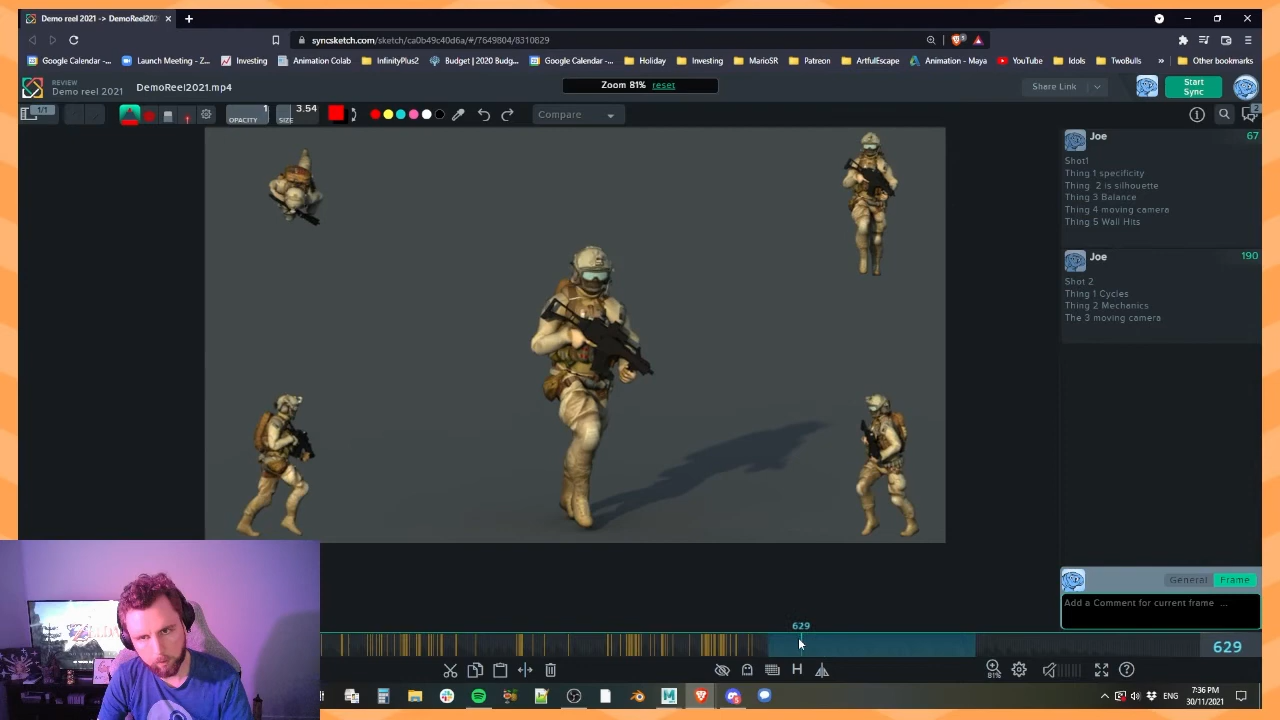 Demo reel 2021 -> DemoReel202
syncsketch.com/sketch/ca0b49c40d6a/#/7649804/8310829
Google Calendar -...
Launch Meeting - Z...
Investing
Animation Colab
InfinityPlus2
Budget | 2020 Budg...
Google Calendar -...
Holiday
Investing
MarioSR
Patreon
ArtfulEscape
Animation - Maya
YouTube
Idols
TwoBulls
»
Other bookmarks
REVIEW
Demo reel 2021
DemoReel2021.mp4
Zoom 81% reset
Share Link
Start
Sync
1/1
OPACITY
1
SIZE
3.54
Compare
2
Joe
67
Shot1
Thing 1 specificity
Thing 2 is silhouette
Thing 3 Balance
Thing 4 moving camera
Thing 5 Wall Hits
Joe
190
Shot 2
Thing 1 Cycles
Thing 2 Mechanics
The 3 moving camera
General
Frame
Add a Comment for current frame ...
629
629
H
81%
ENG
7:36 PM
30/11/2021